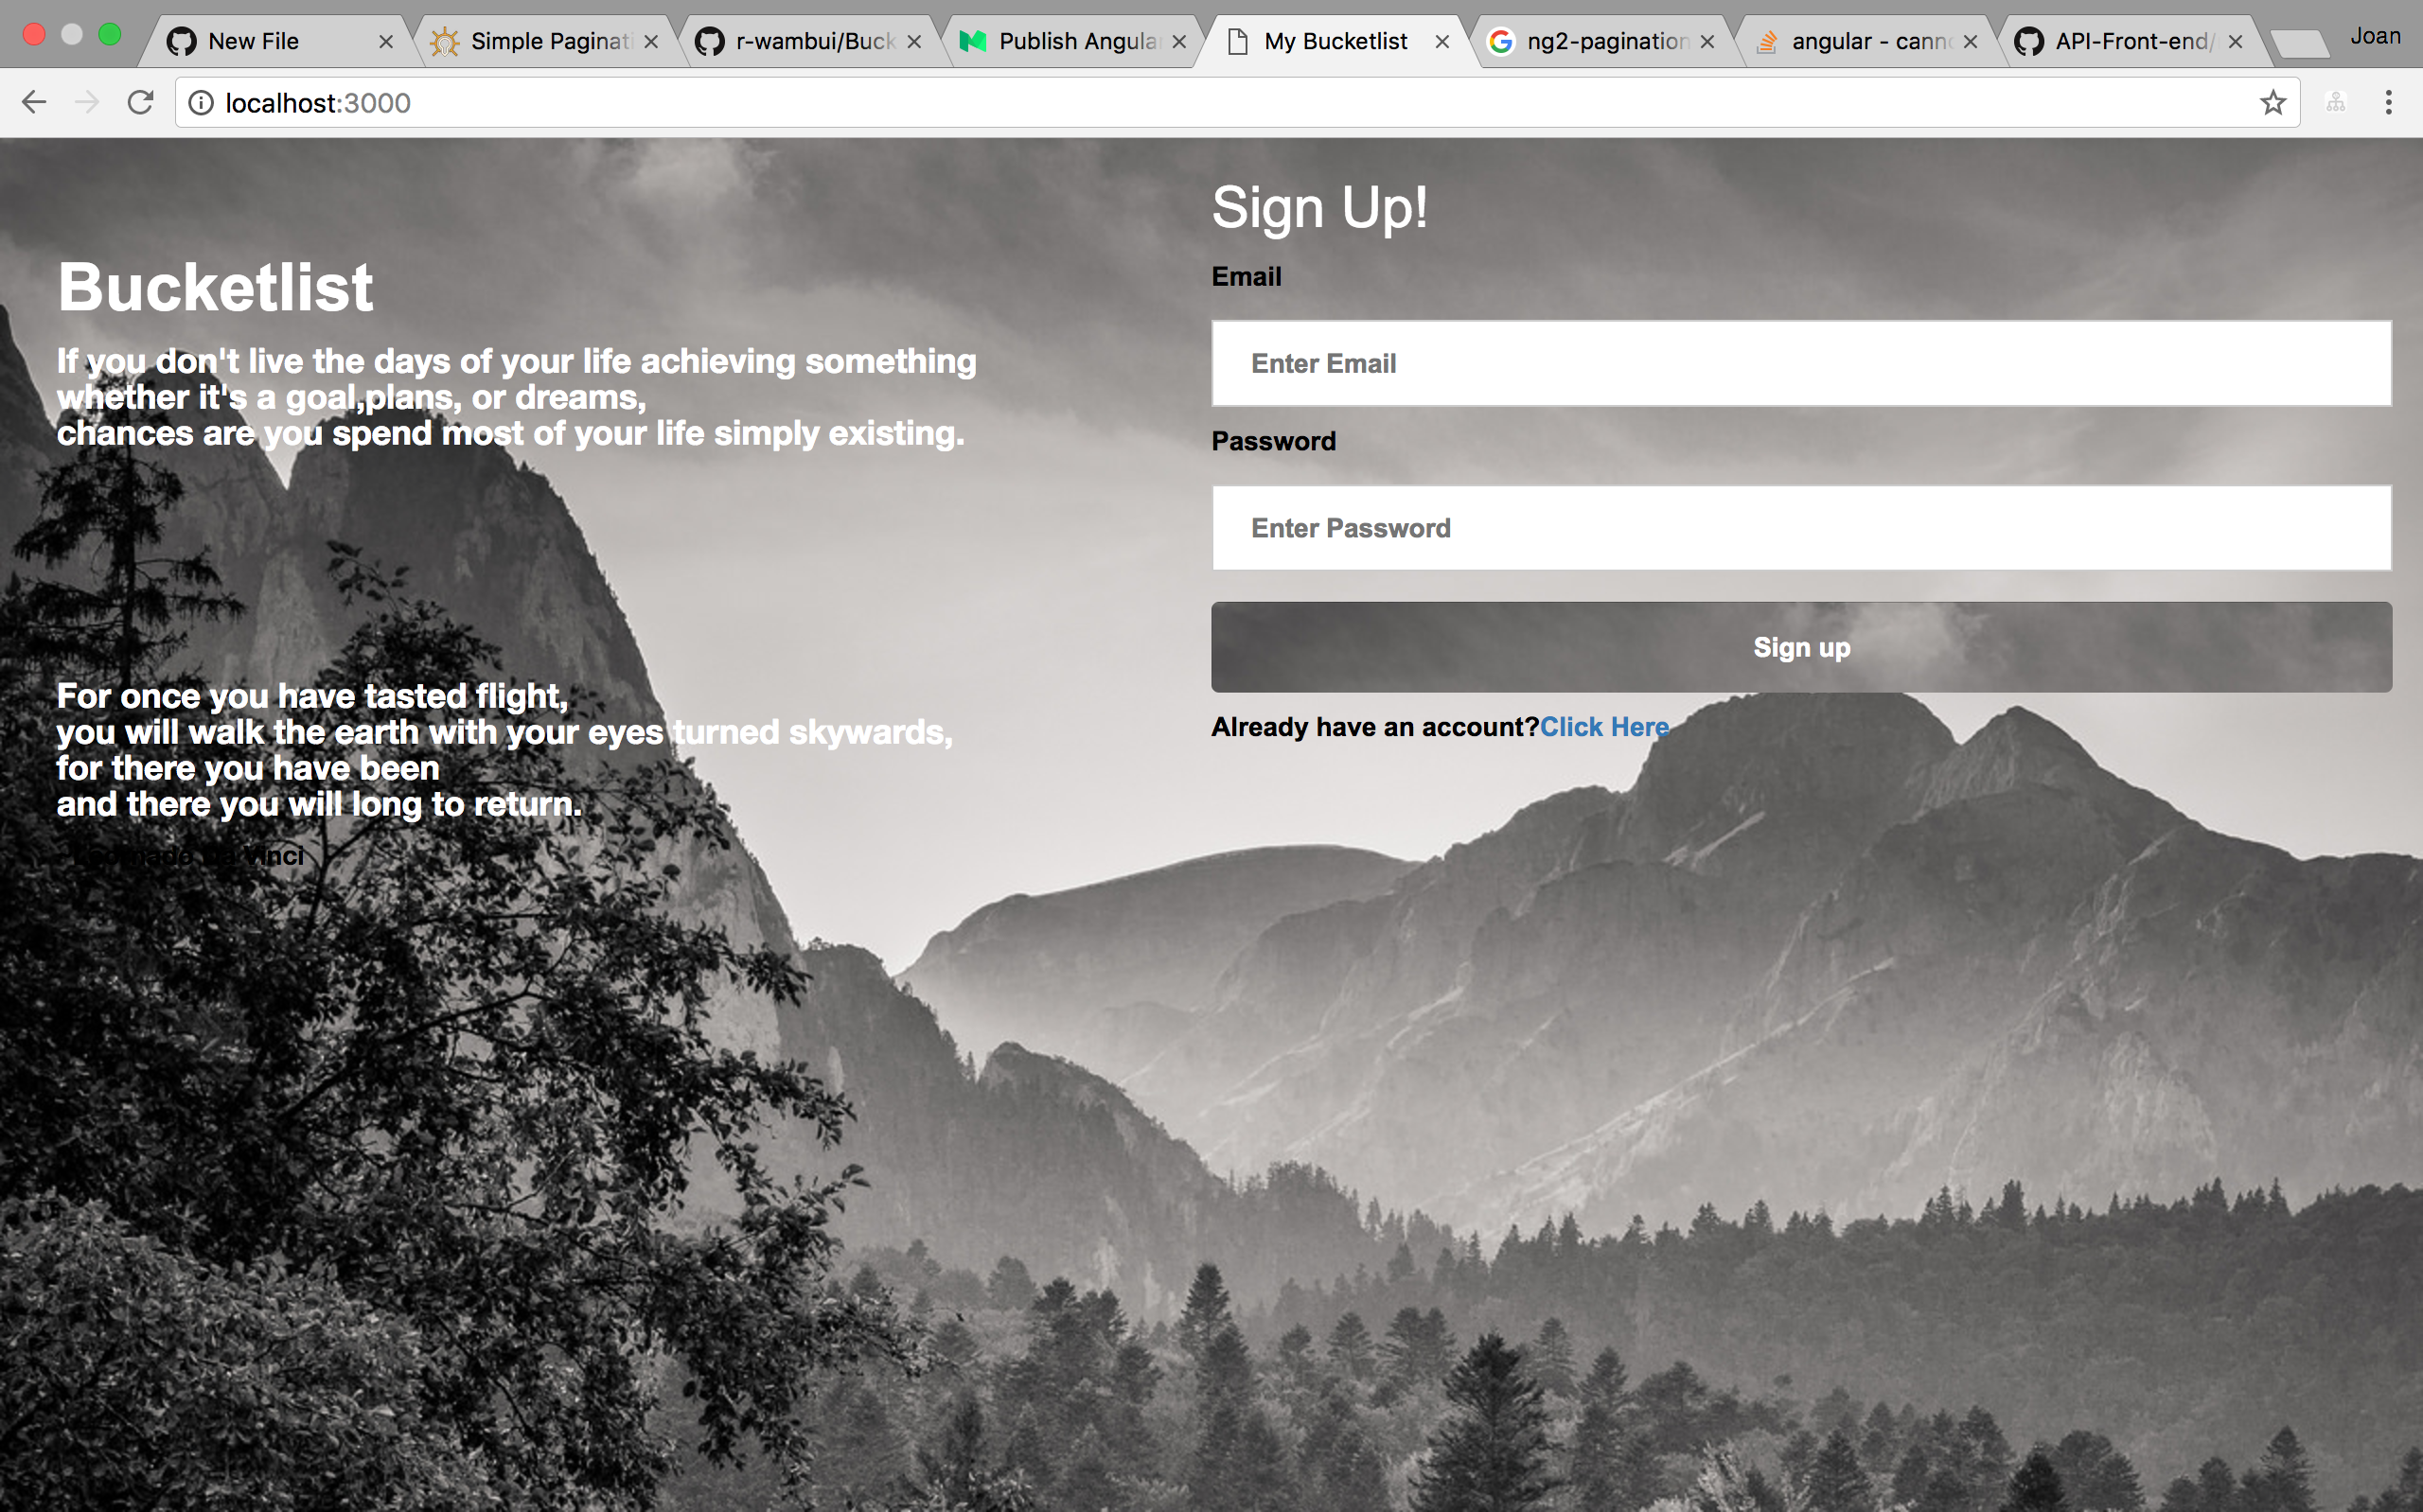 New File
Simple Paginati
r-wambui/Buck
Publish Angular
My Bucketlist
ng2-pagination
angular - canno
API-Front-end/
Joan
localhost:3000
Bucketlist
If you don't live the days of your life achieving something
whether it's a goal,plans, or dreams,
chances are you spend most of your life simply existing.
For once you have tasted flight,
you will walk the earth with your eyes turned skywards,
for there you have been
and there you will long to return.
Vinci
Sign Up!
Email
Enter Email
Password
Enter Password
Sign up
Already have an account?Click Here